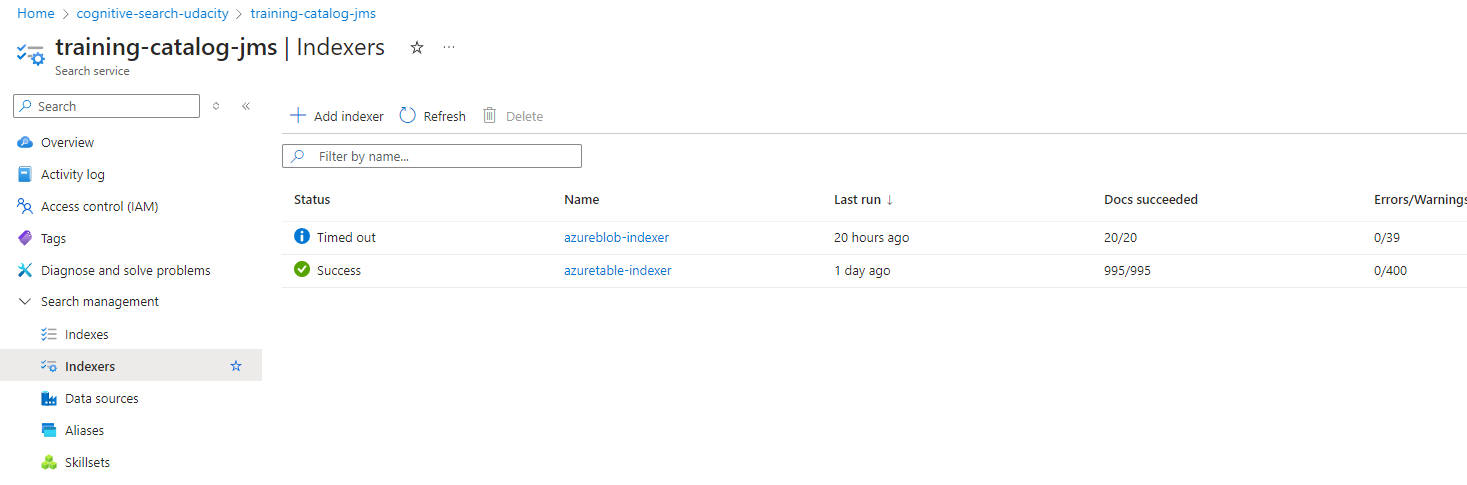 Home > cognitive-search-udacity > training-catalog-jms
training-catalog-jms | Indexers ☆ ···
Search service
Search
Overview
Activity log
Access control (IAM)
Tags
Diagnose and solve problems
Search management
Indexes
Indexers
Data sources
Aliases
Skillsets
Add indexer Refresh Delete
Filter by name...
Status Name Last run ↓ Docs succeeded Errors/Warnings
Timed out azureblob-indexer 20 hours ago 20/20 0/39
Success azuretable-indexer 1 day ago 995/995 0/400